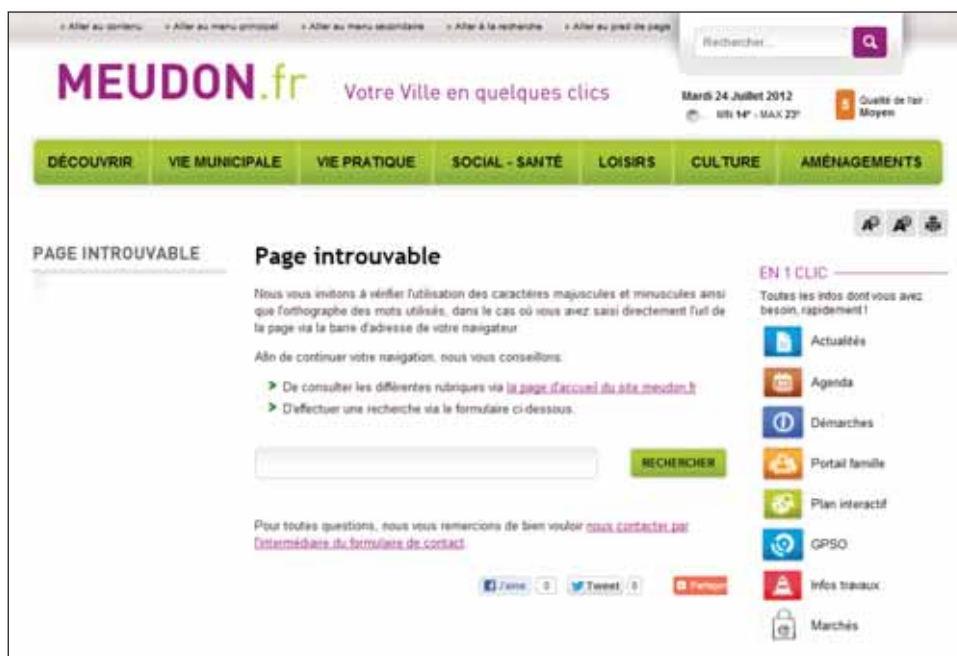 > Aller au contenu > Aller au menu principal > Aller au menu secondaire > Aller à la recherche > Aller au pied de page
Rechercher...
MEUDON.fr
Votre Ville en quelques clics
Mardi 24 Juillet 2012
MIN 14° - MAX 23°
5
Qualité de l'air :
Moyen
DÉCOUVRIR VIE MUNICIPALE VIE PRATIQUE SOCIAL - SANTÉ LOISIRS CULTURE AMÉNAGEMENTS
PAGE INTROUVABLE
Page introuvable
Nous vous invitons à vérifier l'utilisation des caractères majuscules et minuscules ainsi
que l'orthographe des mots utilisés, dans le cas où vous avez saisi directement l'url de
la page via la barre d'adresse de votre navigateur
Afin de continuer votre navigation, nous vous conseillons:
> De consulter les différentes rubriques via la page d'accueil du site meudon.fr
> D'effectuer une recherche via le formulaire ci-dessous.
RECHERCHER
Pour toutes questions, nous vous remercions de bien vouloir nous contacter par
l'intermédiaire du formulaire de contact.
J'aime 0 Tweet 0 Partager
EN 1 CLIC
Toutes les infos dont vous avez
besoin, rapidement !
Actualités
Agenda
Démarches
Portail famille
Plan interactif
GPSO
Infos travaux
Marchés